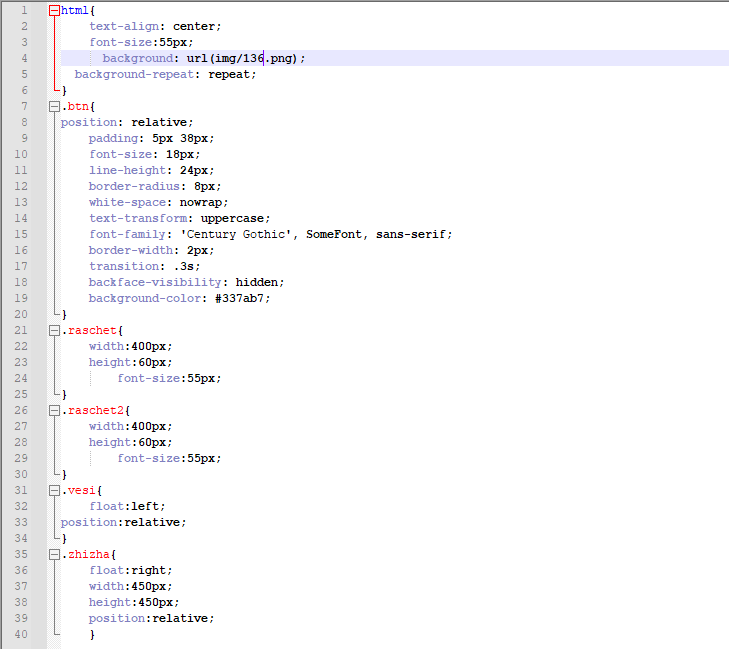 1 html{
2 text-align: center;
3 font-size:55px;
4 background: url(img/136.png);
5 background-repeat: repeat;
6 }
7 .btn{
8 position: relative;
9 padding: 5px 38px;
10 font-size: 18px;
11 line-height: 24px;
12 border-radius: 8px;
13 white-space: nowrap;
14 text-transform: uppercase;
15 font-family: 'Century Gothic', SomeFont, sans-serif;
16 border-width: 2px;
17 transition: .3s;
18 backface-visibility: hidden;
19 background-color: #337ab7;
20 }
21 .raschet{
22 width:400px;
23 height:60px;
24 font-size:55px;
25 }
26 .raschet2{
27 width:400px;
28 height:60px;
29 font-size:55px;
30 }
31 .vesi{
32 float:left;
33 position:relative;
34 }
35 .zhizha{
36 float:right;
37 width:450px;
38 height:450px;
39 position:relative;
40 }